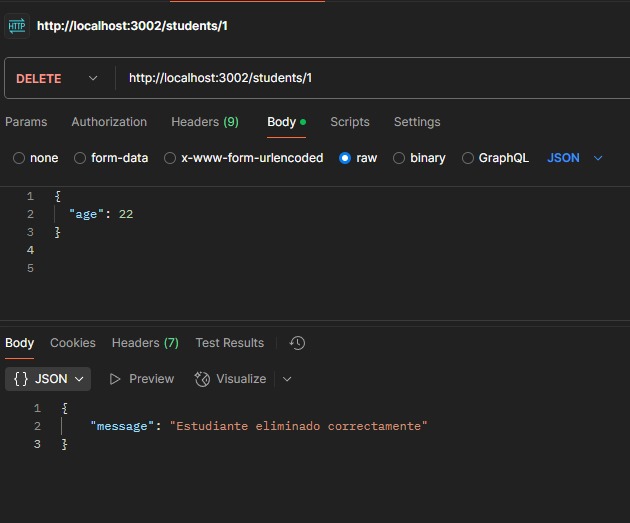 HTTP http://localhost:3002/students/1
DELETE http://localhost:3002/students/1
Params Authorization Headers (9) Body Scripts Settings
none form-data x-www-form-urlencoded raw binary GraphQL JSON
1 {
2 "age": 22
3 }
4
5
Body Cookies Headers (7) Test Results
{} JSON Preview Visualize
1 {
2 "message": "Estudiante eliminado correctamente"
3 }